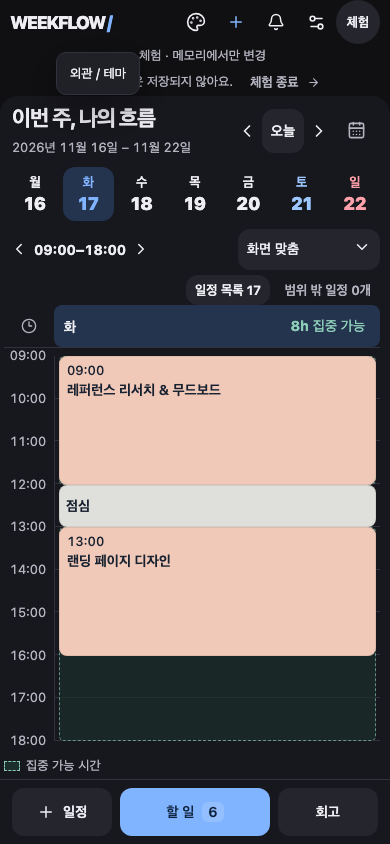 WEEKFLOW/
체험
체험 · 메모리에서만 변경
외관 / 테마
저장되지 않아요. 체험 종료 →
이번 주, 나의 흐름
2026년 11월 16일 – 11월 22일
오늘
월 화 수 목 금 토 일
16 17 18 19 20 21 22
09:00–18:00
화면 맞춤
일정 목록 17
범위 밖 일정 0개
화
8h 집중 가능
09:00
09:00
레퍼런스 리서치 & 무드보드
10:00
11:00
12:00
점심
13:00
13:00
랜딩 페이지 디자인
14:00
15:00
16:00
17:00
18:00
집중 가능 시간
+ 일정
할 일 6
회고